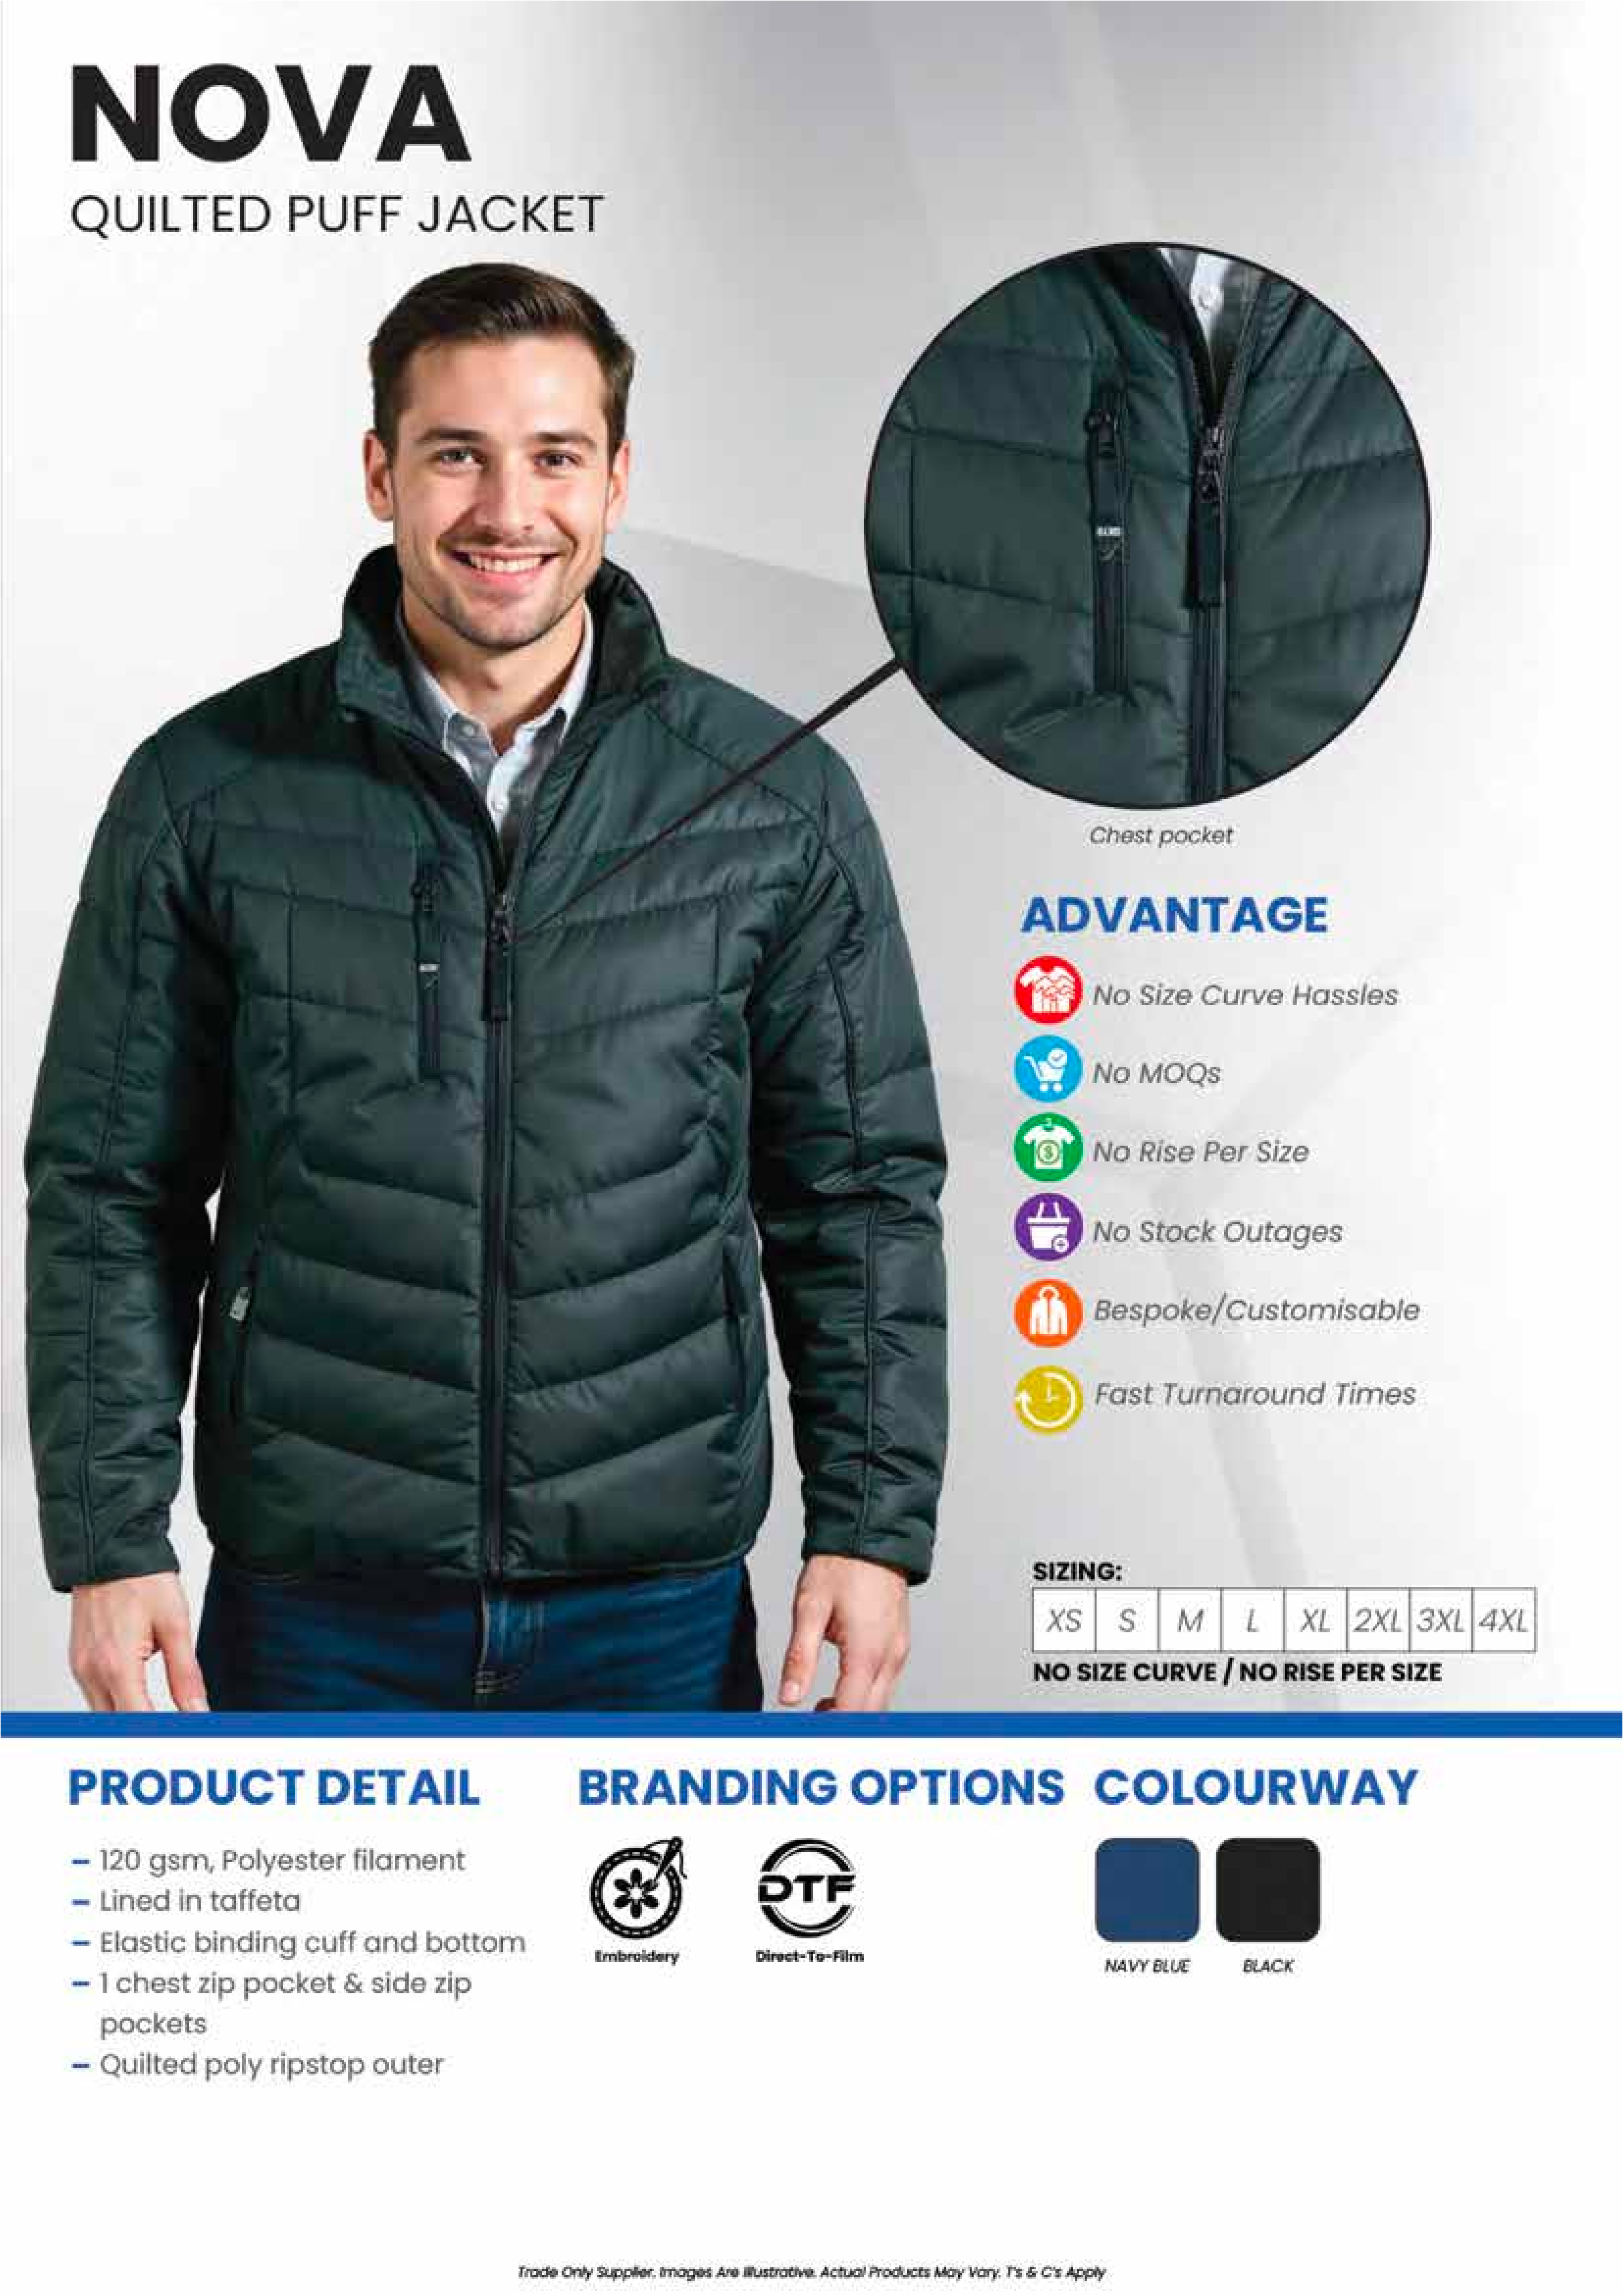 NOVA
QUILTED PUFF JACKET
Chest pocket
ADVANTAGE
No Size Curve Hassles
No MOQs
No Rise Per Size
No Stock Outages
Bespoke/Customisable
Fast Turnaround Times
SIZING:
XS S M L XL 2XL 3XL 4XL
NO SIZE CURVE / NO RISE PER SIZE
PRODUCT DETAIL
– 120 gsm, Polyester filament
– Lined in taffeta
– Elastic binding cuff and bottom
– 1 chest zip pocket & side zip
pockets
– Quilted poly ripstop outer
BRANDING OPTIONS
DTF
Embroidery Direct-To-Film
COLOURWAY
NAVY BLUE BLACK
Trade Only Supplier. Images Are Illustrative. Actual Products May Vary. T's & C's Apply